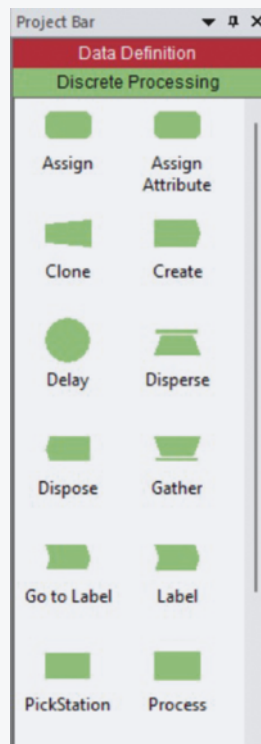 Project Bar
Data Definition
Discrete Processing
Assign
Assign
Attribute
Clone
Create
Delay
Disperse
Dispose
Gather
Go to Label
Label
PickStation
Process